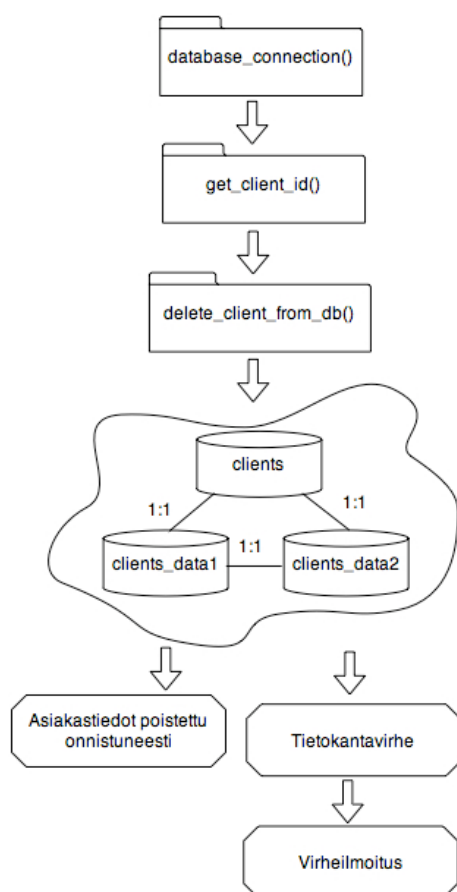 database_connection()
get_client_id()
delete_client_from_db()
clients
1:1
1:1
1:1
clients_data1
clients_data2
Asiakastiedot poistettu
onnistuneesti
Tietokantavirhe
Virheilmoitus